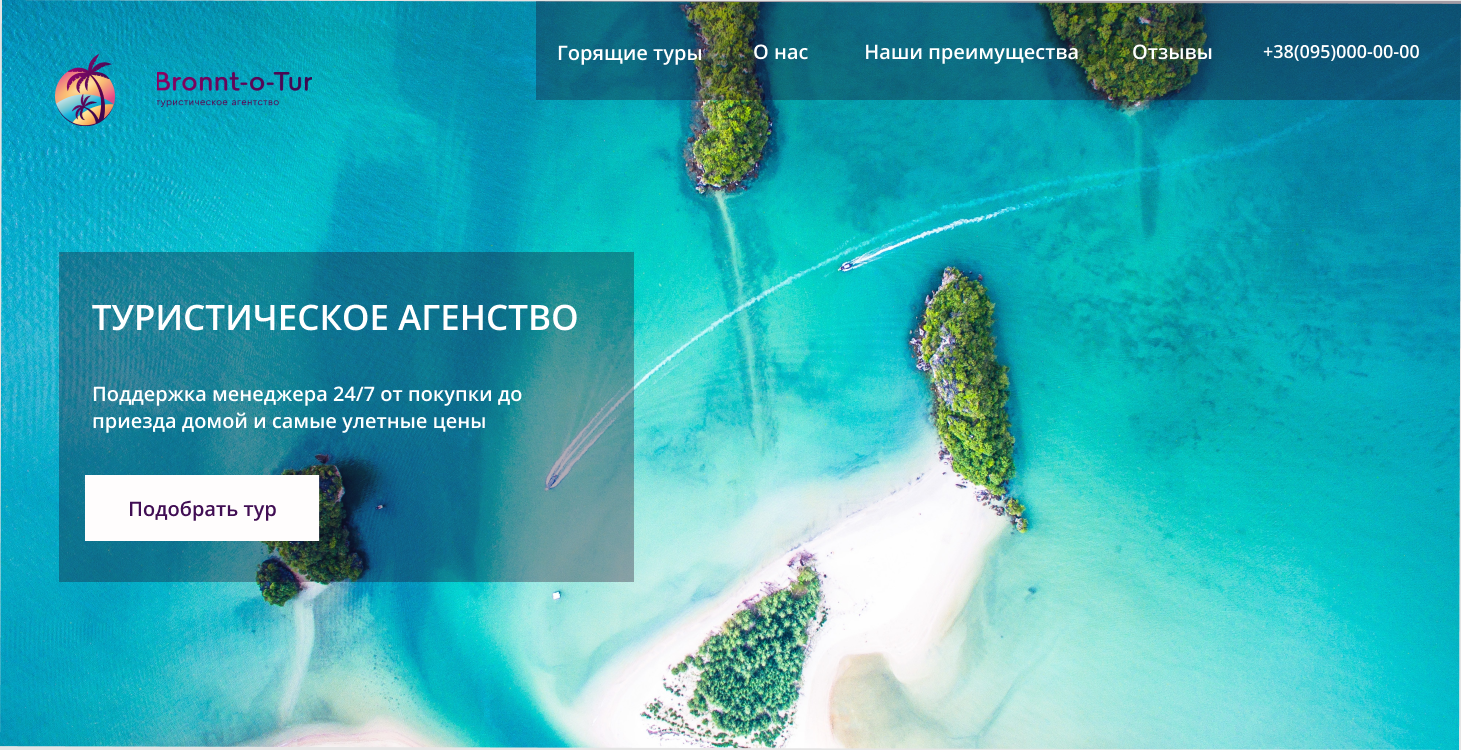 Bronnt-o-Tur
туристическое агентство
Горящие туры
О нас
Наши преимущества
Отзывы
+38(095)000-00-00
ТУРИСТИЧЕСКОЕ АГЕНСТВО
Поддержка менеджера 24/7 от покупки до
приезда домой и самые улетные цены
Подобрать тур